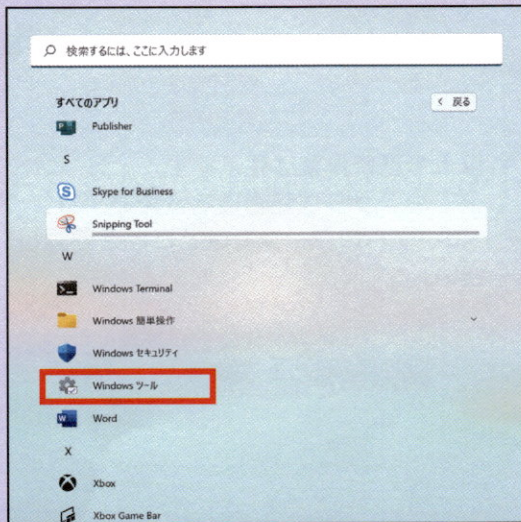 検索するには、ここに入力します
すべてのアプリ
< 戻る
Publisher
S
Skype for Business
Snipping Tool
W
Windows Terminal
Windows 簡単操作
Windows セキュリティ
Windows ツール
Word
X
Xbox
Xbox Game Bar